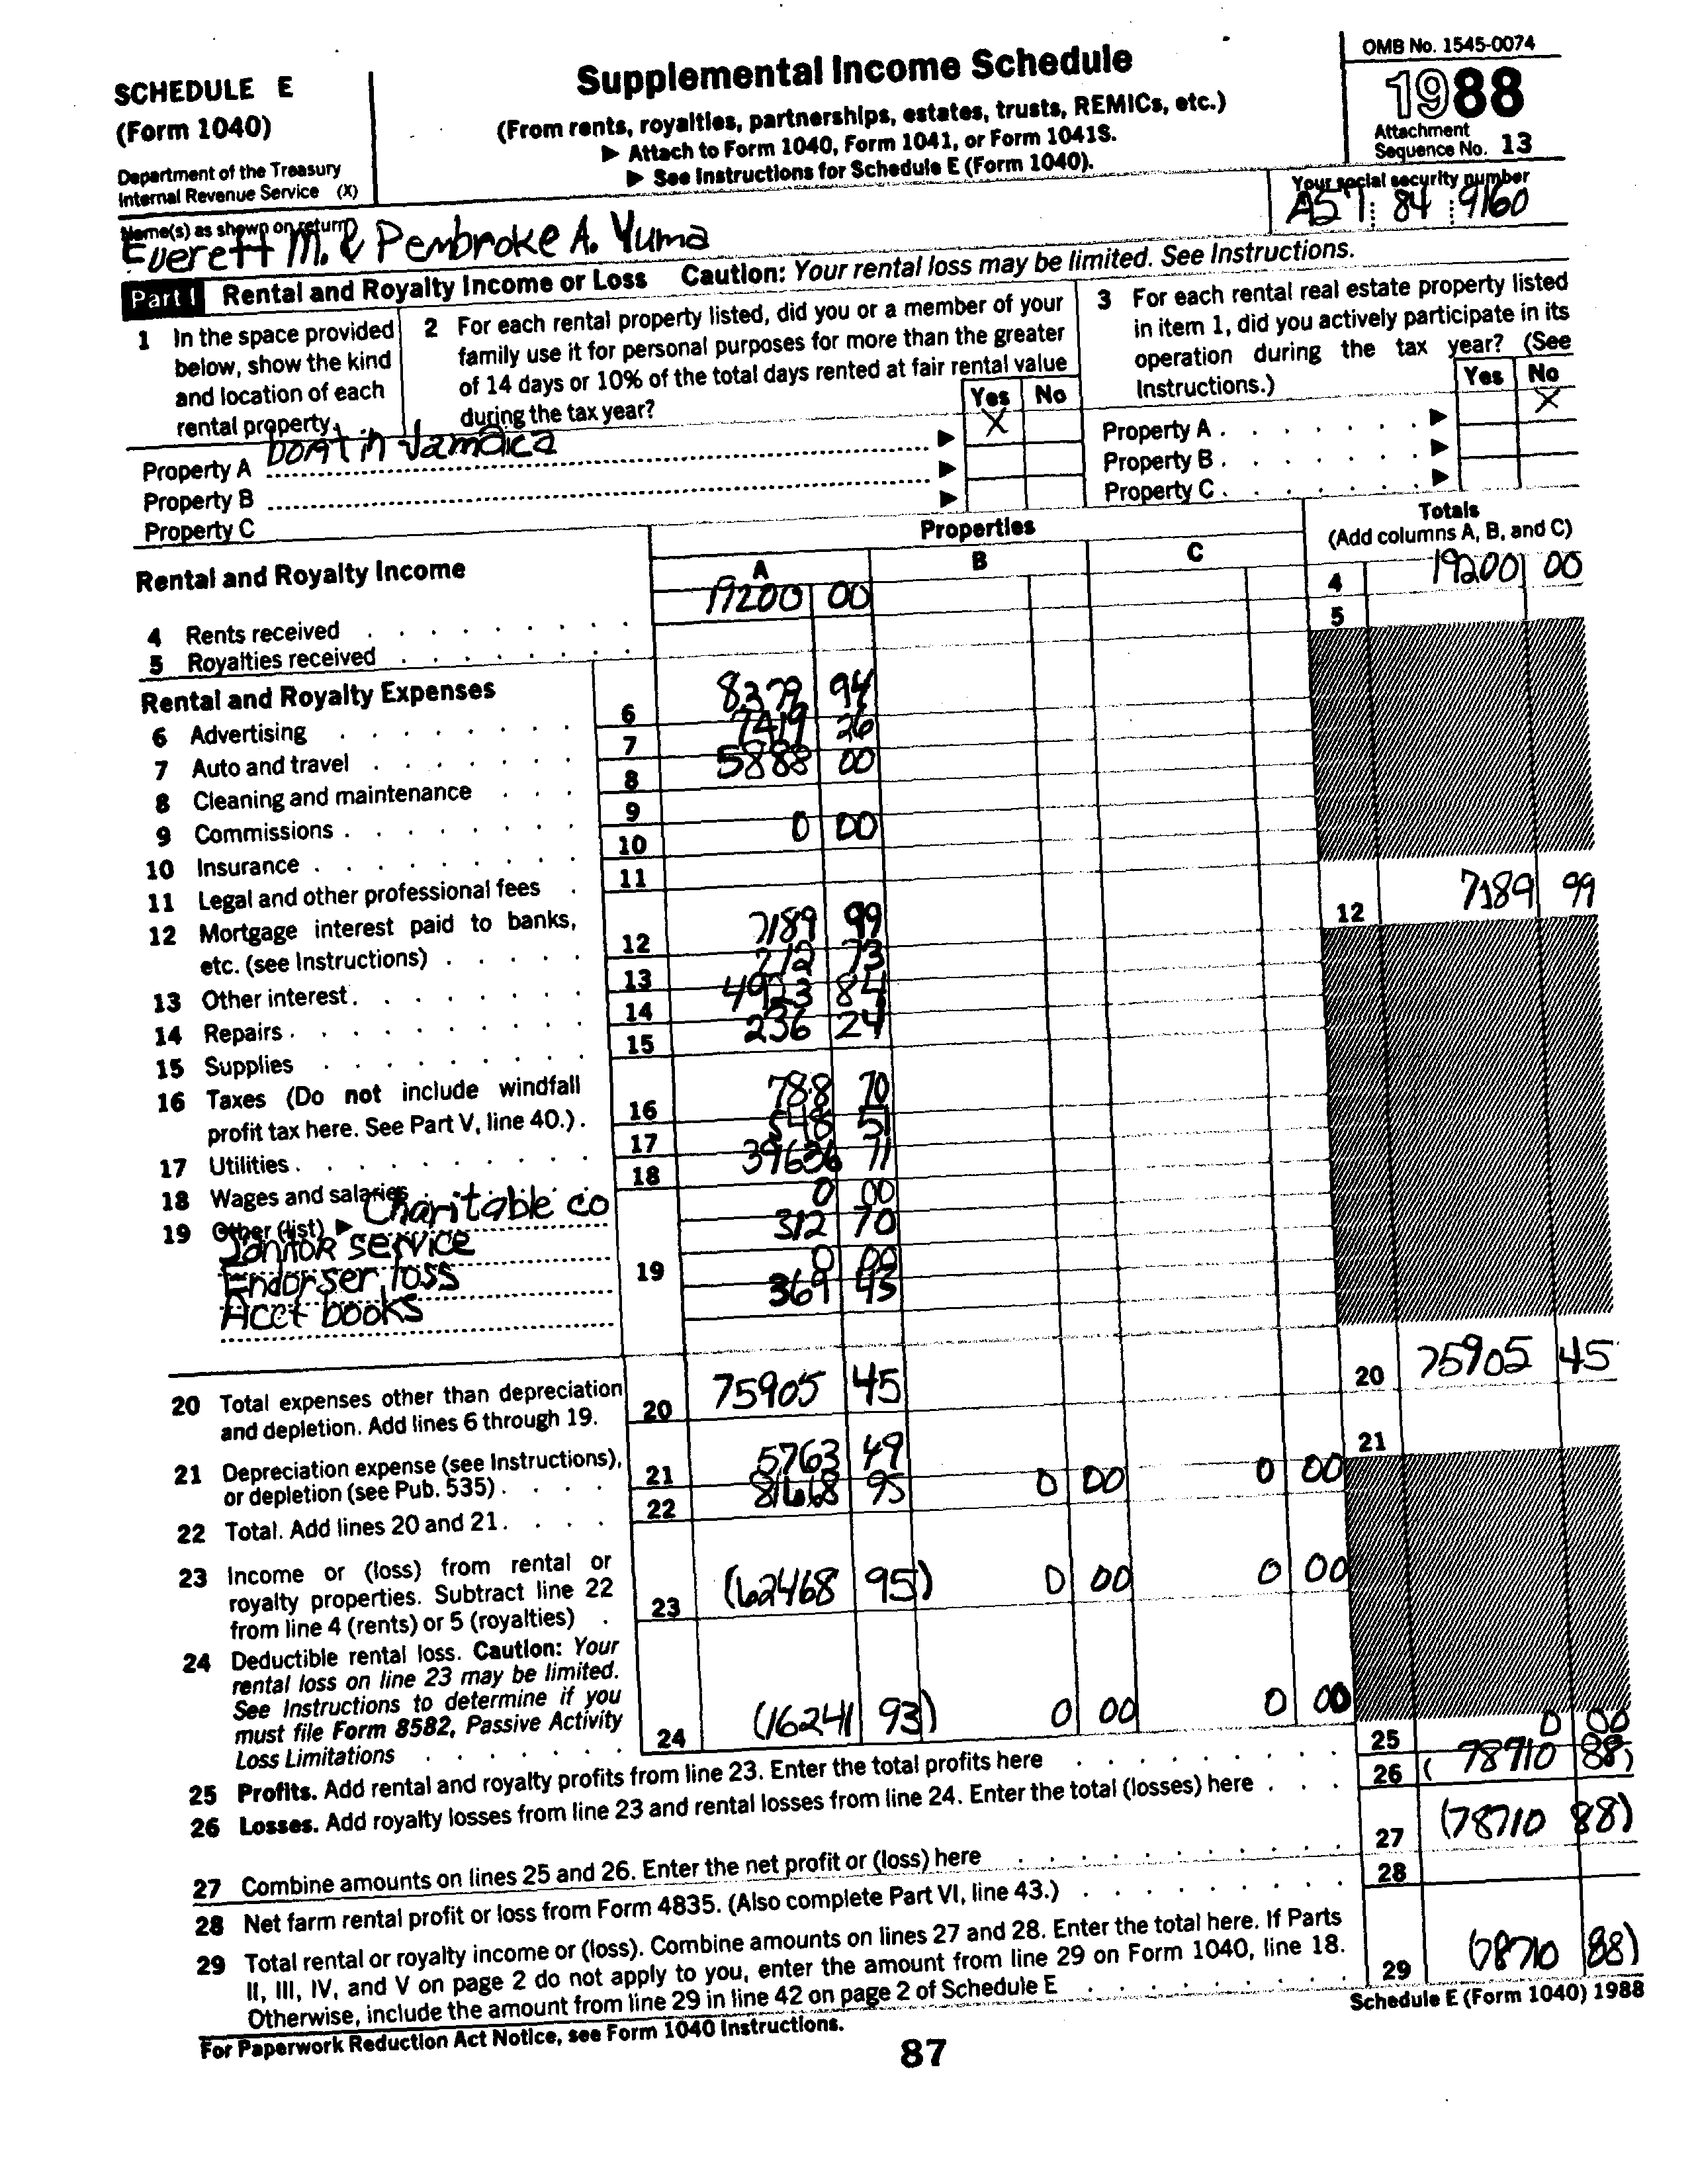 SCHEDULE E
(Form 1040)
Department of the Treasury
Internal Revenue Service (X)
Supplemental Income Schedule
(From rents, royalties, partnerships, estates, trusts, REMICs, etc.)
▶ Attach to Form 1040, Form 1041, or Form 1041S.
▶ See Instructions for Schedule E (Form 1040).
OMB No. 1545-0074
1988
Attachment
Sequence No. 13
Name(s) as shown on return
Everett M. & Pembroke A. Yuma
Your social security number
AS7 84 9160
Part I Rental and Royalty Income or Loss Caution: Your rental loss may be limited. See Instructions.
1 In the space provided
below, show the kind
and location of each
rental property.
2 For each rental property listed, did you or a member of your
family use it for personal purposes for more than the greater
of 14 days or 10% of the total days rented at fair rental value
during the tax year?
Yes No
X
3 For each rental real estate property listed
in item 1, did you actively participate in its
operation during the tax year? (See
Instructions.)
Yes No
Property A . . . . . . . ▶ X
Property B . . . . . . . ▶
Property C . . . . . . . ▶
Property A boat in Jamaica ▶
Property B ▶
Property C ▶
Rental and Royalty Income
Properties
A B C
Totals
(Add columns A, B, and C)
4 Rents received 19200 00 4 19200 00
5 Royalties received 5
Rental and Royalty Expenses
6 Advertising 6 8379 94
7 Auto and travel 7 7419 26
8 Cleaning and maintenance 8 5888 00
9 Commissions 9
10 Insurance 10 0 00
11 Legal and other professional fees 11
12 Mortgage interest paid to banks,
etc. (see Instructions) 12 7189 99 12 7189 99
13 Other interest 13 212 73
14 Repairs 14 4923 84
15 Supplies 15 236 24
16 Taxes (Do not include windfall
profit tax here. See Part V, line 40.) 16 788 70
17 Utilities 17 548 51
18 Wages and salaries 18 39636 11
19 Other (list) ▶ Charitable co 0 00
Janitor service 312 70
Endorser loss 19 0 00
Acct books 369 43
20 Total expenses other than depreciation
and depletion. Add lines 6 through 19. 20 75905 45 20 75905 45
21 Depreciation expense (see Instructions),
or depletion (see Pub. 535) 21 5763 49 21
22 Total. Add lines 20 and 21 22 81668 95 0 00 0 00
23 Income or (loss) from rental or
royalty properties. Subtract line 22
from line 4 (rents) or 5 (royalties) 23 (62468 95) 0 00 0 00
24 Deductible rental loss. Caution: Your
rental loss on line 23 may be limited.
See Instructions to determine if you
must file Form 8582, Passive Activity
Loss Limitations 24 (16241 93) 0 00 0 00
25 Profits. Add rental and royalty profits from line 23. Enter the total profits here 25 0 00
26 Losses. Add royalty losses from line 23 and rental losses from line 24. Enter the total (losses) here 26 ( 78710 88)
27 Combine amounts on lines 25 and 26. Enter the net profit or (loss) here 27 (78710 88)
28 Net farm rental profit or loss from Form 4835. (Also complete Part VI, line 43.) 28
29 Total rental or royalty income or (loss). Combine amounts on lines 27 and 28. Enter the total here. If Parts
II, III, IV, and V on page 2 do not apply to you, enter the amount from line 29 on Form 1040, line 18.
Otherwise, include the amount from line 29 in line 42 on page 2 of Schedule E 29 (78710 88)
For Paperwork Reduction Act Notice, see Form 1040 Instructions.
Schedule E (Form 1040) 1988
87